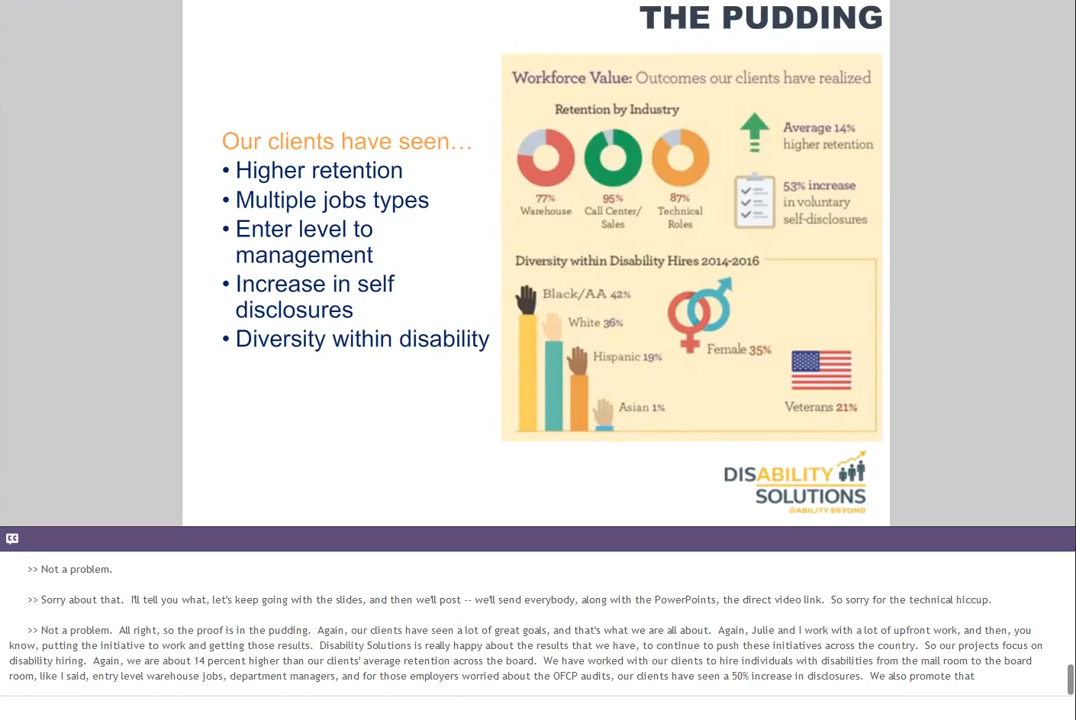 THE PUDDING
Our clients have seen…
• Higher retention
• Multiple jobs types
• Enter level to
management
• Increase in self
disclosures
• Diversity within disability
Workforce Value: Outcomes our clients have realized
Retention by Industry
77%
Warehouse
95%
Call Center/
Sales
87%
Technical
Roles
Average 14%
higher retention
53% increase
in voluntary
self-disclosures
Diversity within Disability Hires 2014-2016
Black/AA 42%
White 36%
Hispanic 19%
Asian 1%
Female 35%
Veterans 21%
DISABILITY
SOLUTIONS
@ABILITY BEYOND
CC
>> Not a problem.
>> Sorry about that. I'll tell you what, let's keep going with the slides, and then we'll post -- we'll send everybody, along with the PowerPoints, the direct video link. So sorry for the technical hiccup.
>> Not a problem. All right, so the proof is in the pudding. Again, our clients have seen a lot of great goals, and that's what we are all about. Again, Julie and I work with a lot of upfront work, and then, you
know, putting the initiative to work and getting those results. Disability Solutions is really happy about the results that we have, to continue to push these initiatives across the country. So our projects focus on
disability hiring. Again, we are about 14 percent higher than our clients' average retention across the board. We have worked with our clients to hire individuals with disabilities from the mail room to the board
room, like I said, entry level warehouse jobs, department managers, and for those employers worried about the OFCP audits, our clients have seen a 50% increase in disclosures. We also promote that